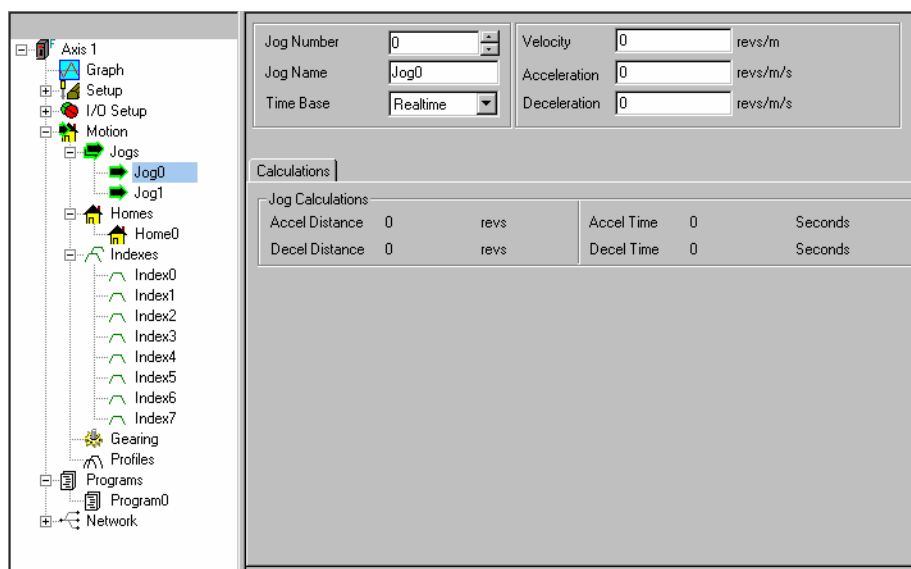 Axis 1
Graph
Setup
I/O Setup
Motion
Jogs
Jog0
Jog1
Homes
Home0
Indexes
Index0
Index1
Index2
Index3
Index4
Index5
Index6
Index7
Gearing
Profiles
Programs
Program0
Network
Jog Number 0
Jog Name Jog0
Time Base Realtime
Velocity 0 revs/m
Acceleration 0 revs/m/s
Deceleration 0 revs/m/s
Calculations
Jog Calculations
Accel Distance 0 revs Accel Time 0 Seconds
Decel Distance 0 revs Decel Time 0 Seconds